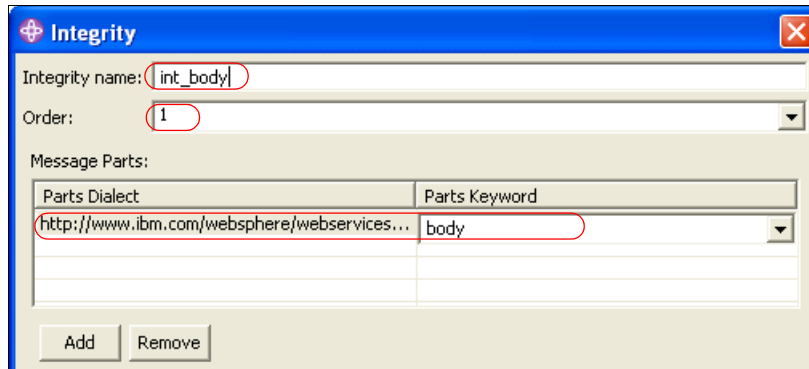 Integrity
Integrity name: int_body
Order: 1
Message Parts:
Parts Dialect Parts Keyword
http://www.ibm.com/websphere/webservices... body
Add Remove